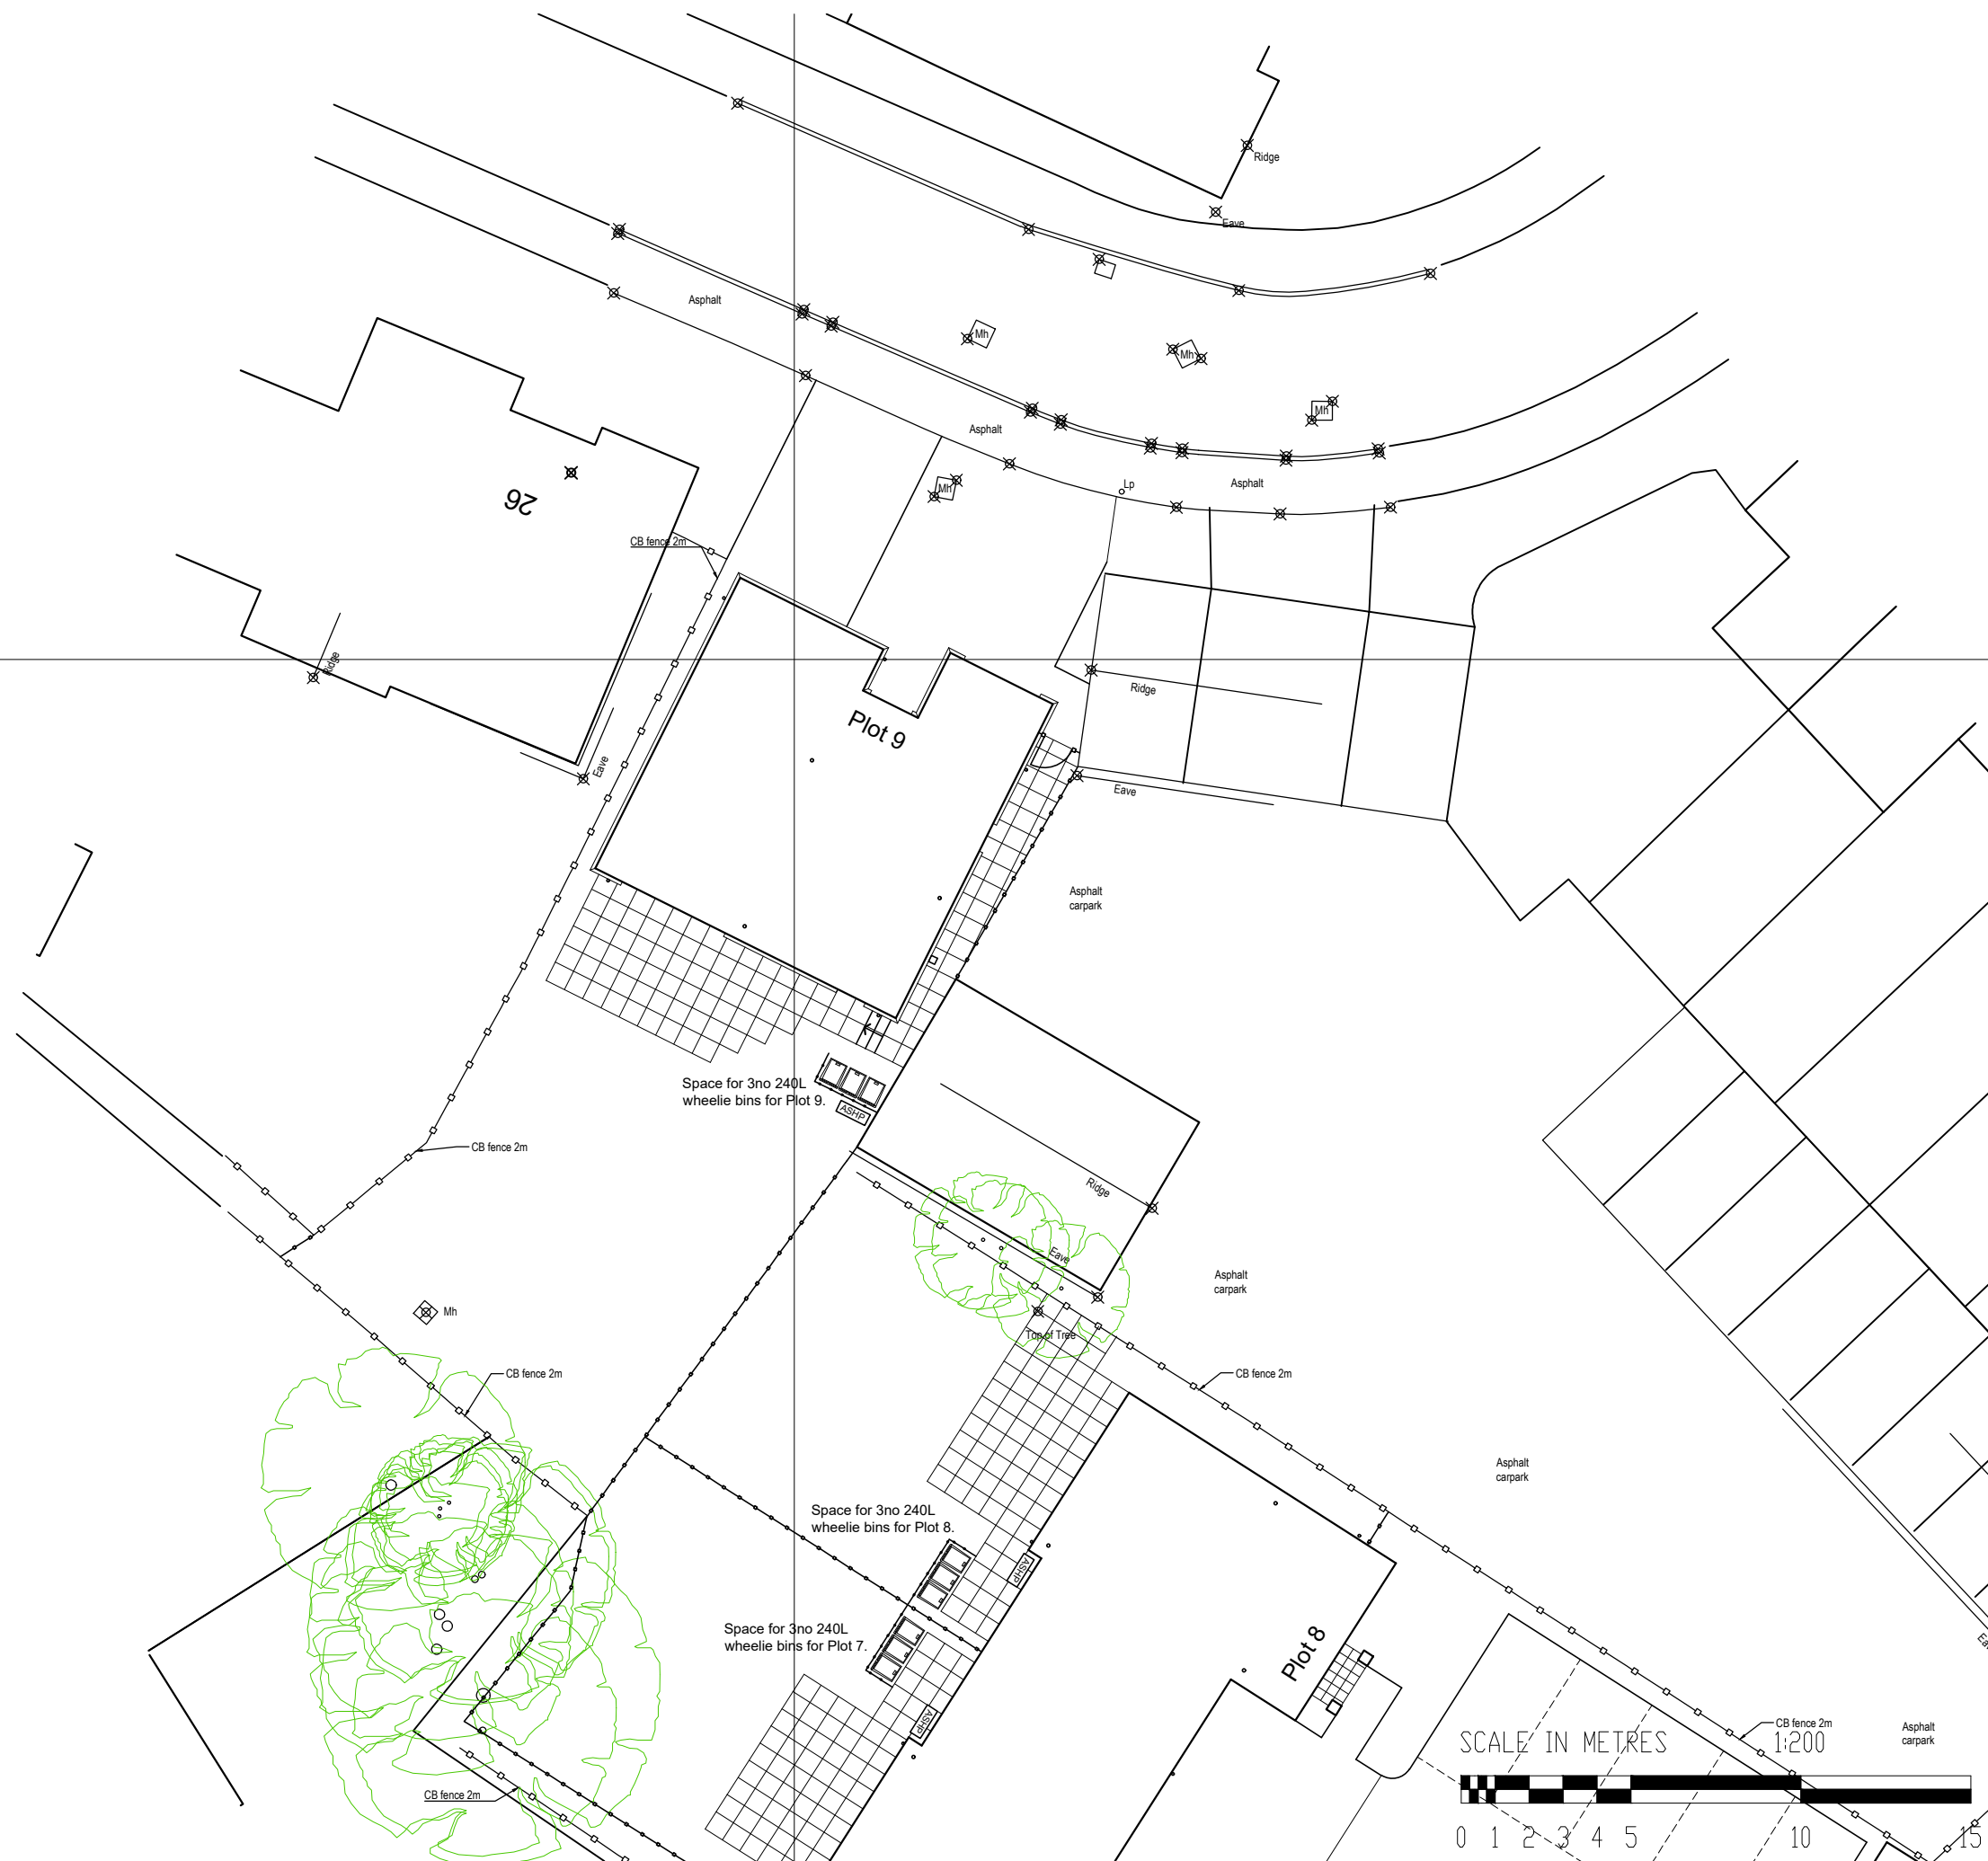 Ridge
Eave
Asphalt
Mh
Mh
Mh
Asphalt
Asphalt
Lp
Mh
26
CB fence 2m
Ridge
Ridge
Plot 9
Eave
Eave
Asphalt
carpark
Space for 3no 240L
wheelie bins for Plot 9.
ASHP
CB fence 2m
Ridge
Eave
Asphalt
carpark
Mh
Top of Tree
CB fence 2m
CB fence 2m
Asphalt
carpark
Space for 3no 240L
wheelie bins for Plot 8.
ASHP
Space for 3no 240L
wheelie bins for Plot 7.
ASHP
Plot 8
CB fence 2m
Asphalt
carpark
SCALE IN METRES 1:200
0 1 2 3 4 5 10 15
CB fence 2m